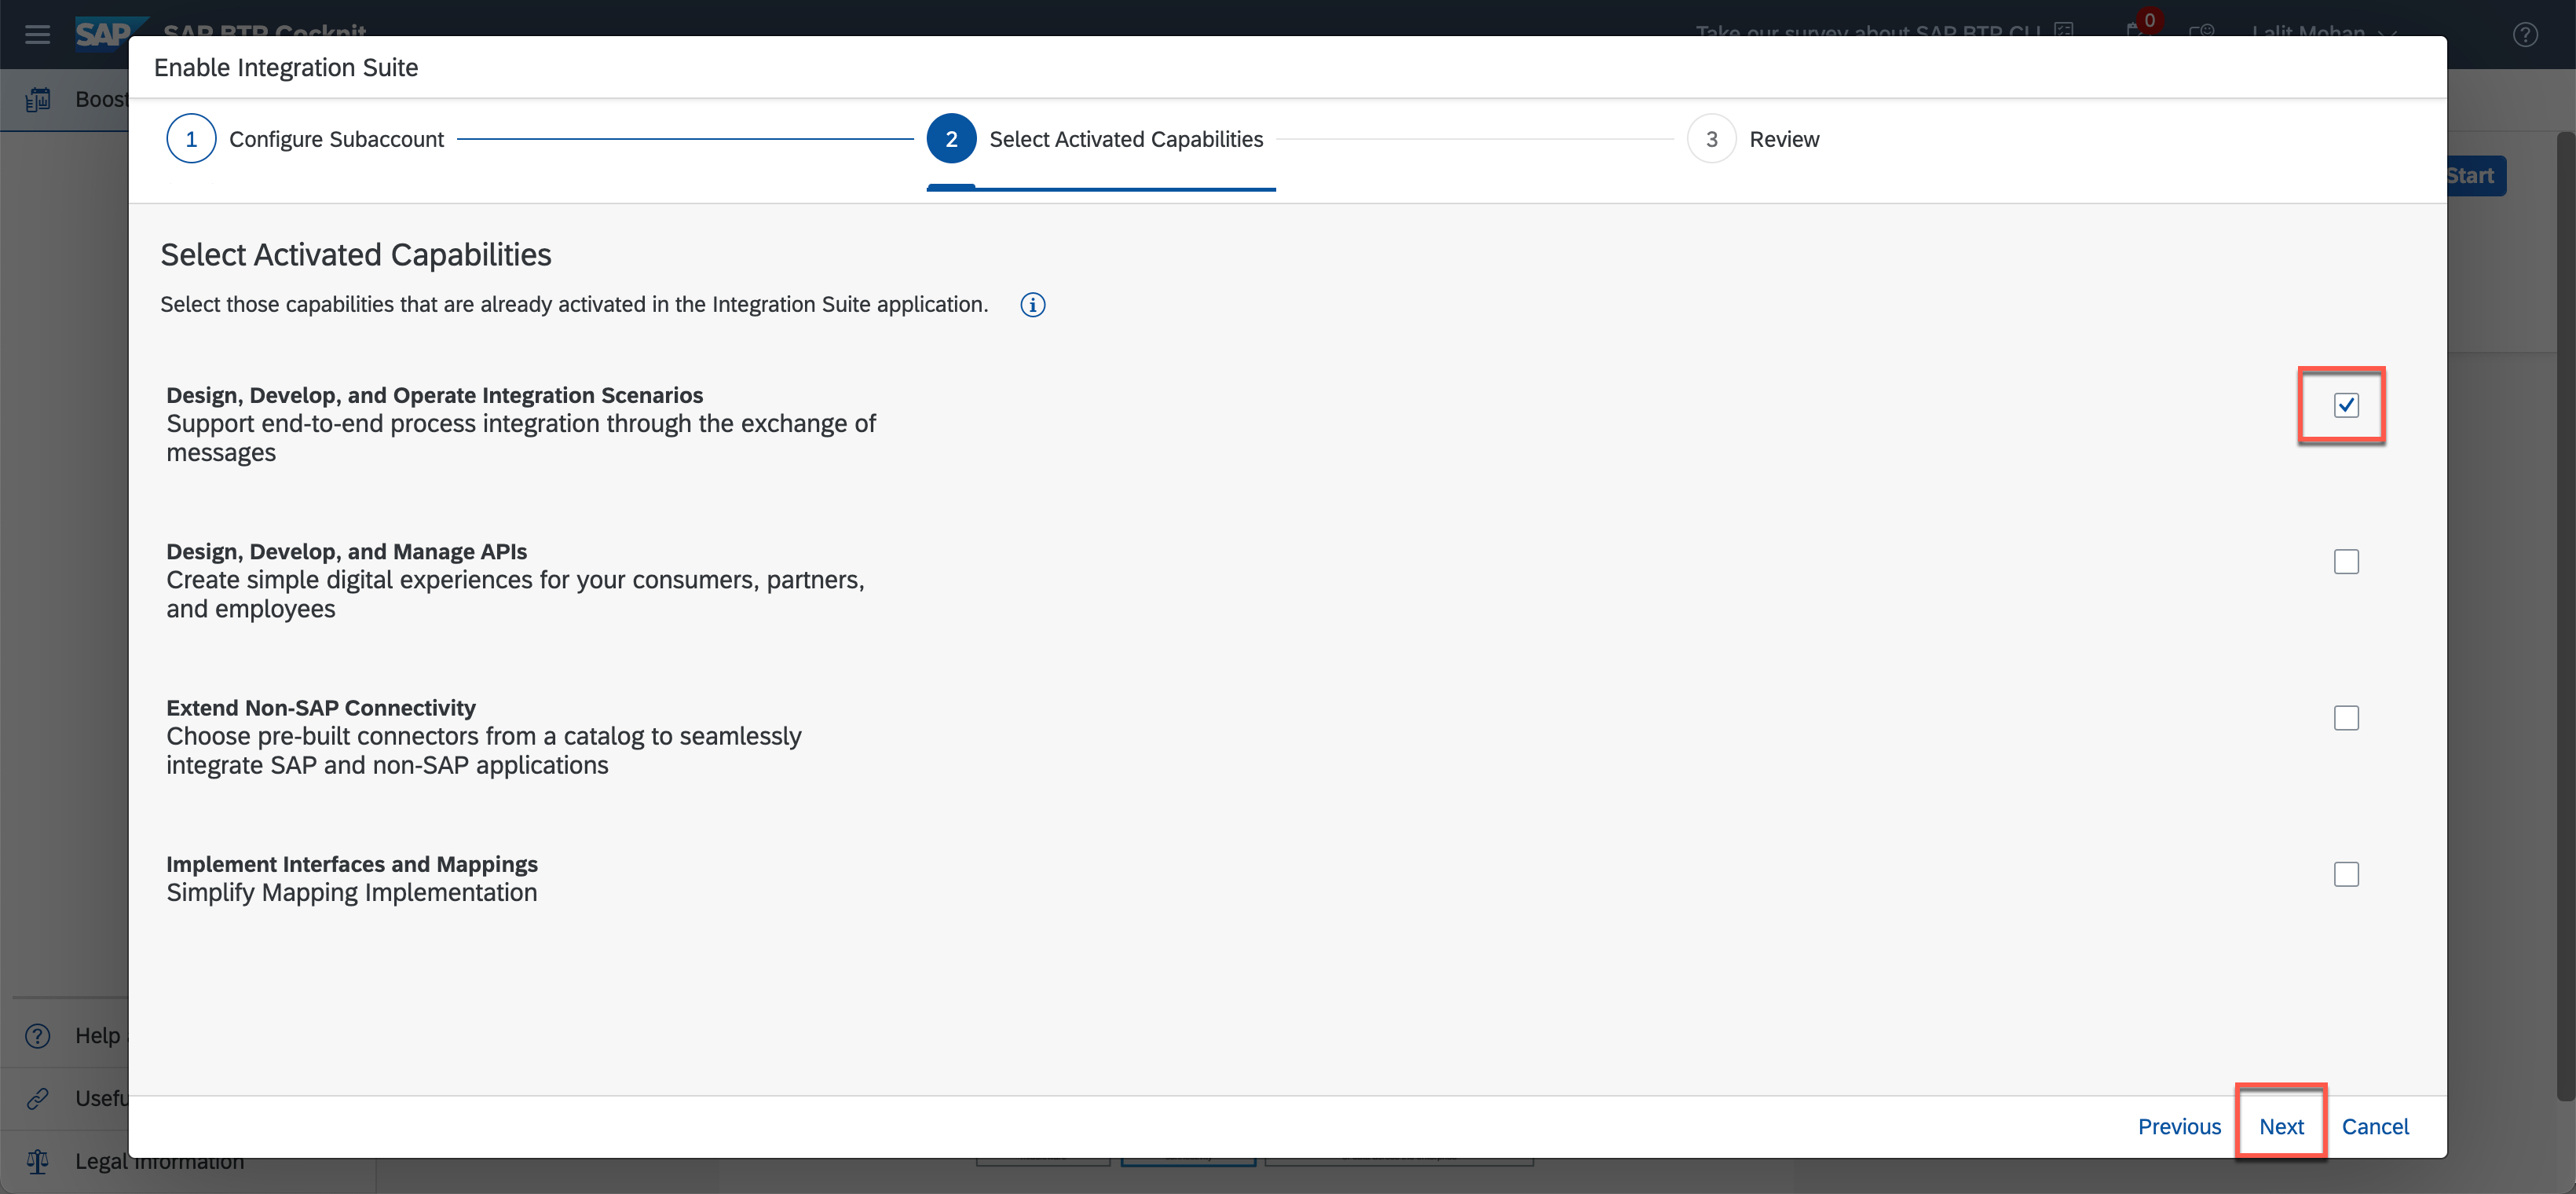 SAP SAP BTP Cockpit
Take our survey about SAP BTP CLI
0
Lalit Mohan
Enable Integration Suite
Boost
1 Configure Subaccount
2 Select Activated Capabilities
3 Review
Start
Select Activated Capabilities
Select those capabilities that are already activated in the Integration Suite application.
Design, Develop, and Operate Integration Scenarios
Support end-to-end process integration through the exchange of
messages
Design, Develop, and Manage APIs
Create simple digital experiences for your consumers, partners,
and employees
Extend Non-SAP Connectivity
Choose pre-built connectors from a catalog to seamlessly
integrate SAP and non-SAP applications
Implement Interfaces and Mappings
Simplify Mapping Implementation
Help
Usefu
Legal Information
Previous Next Cancel